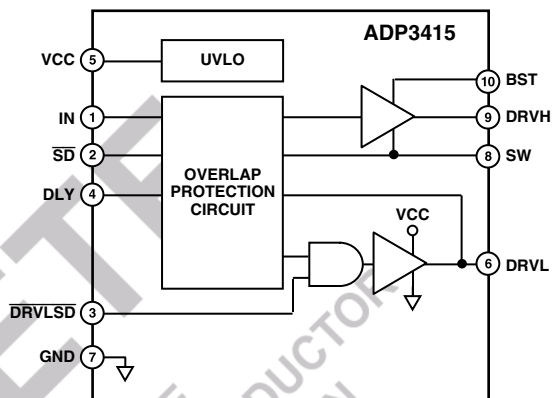 ADP3415
VCC 5
UVLO
10 BST
IN 1
9 DRVH
SD 2
8 SW
OVERLAP
PROTECTION
CIRCUIT
DLY 4
VCC
6 DRVL
DRVLSD 3
GND 7